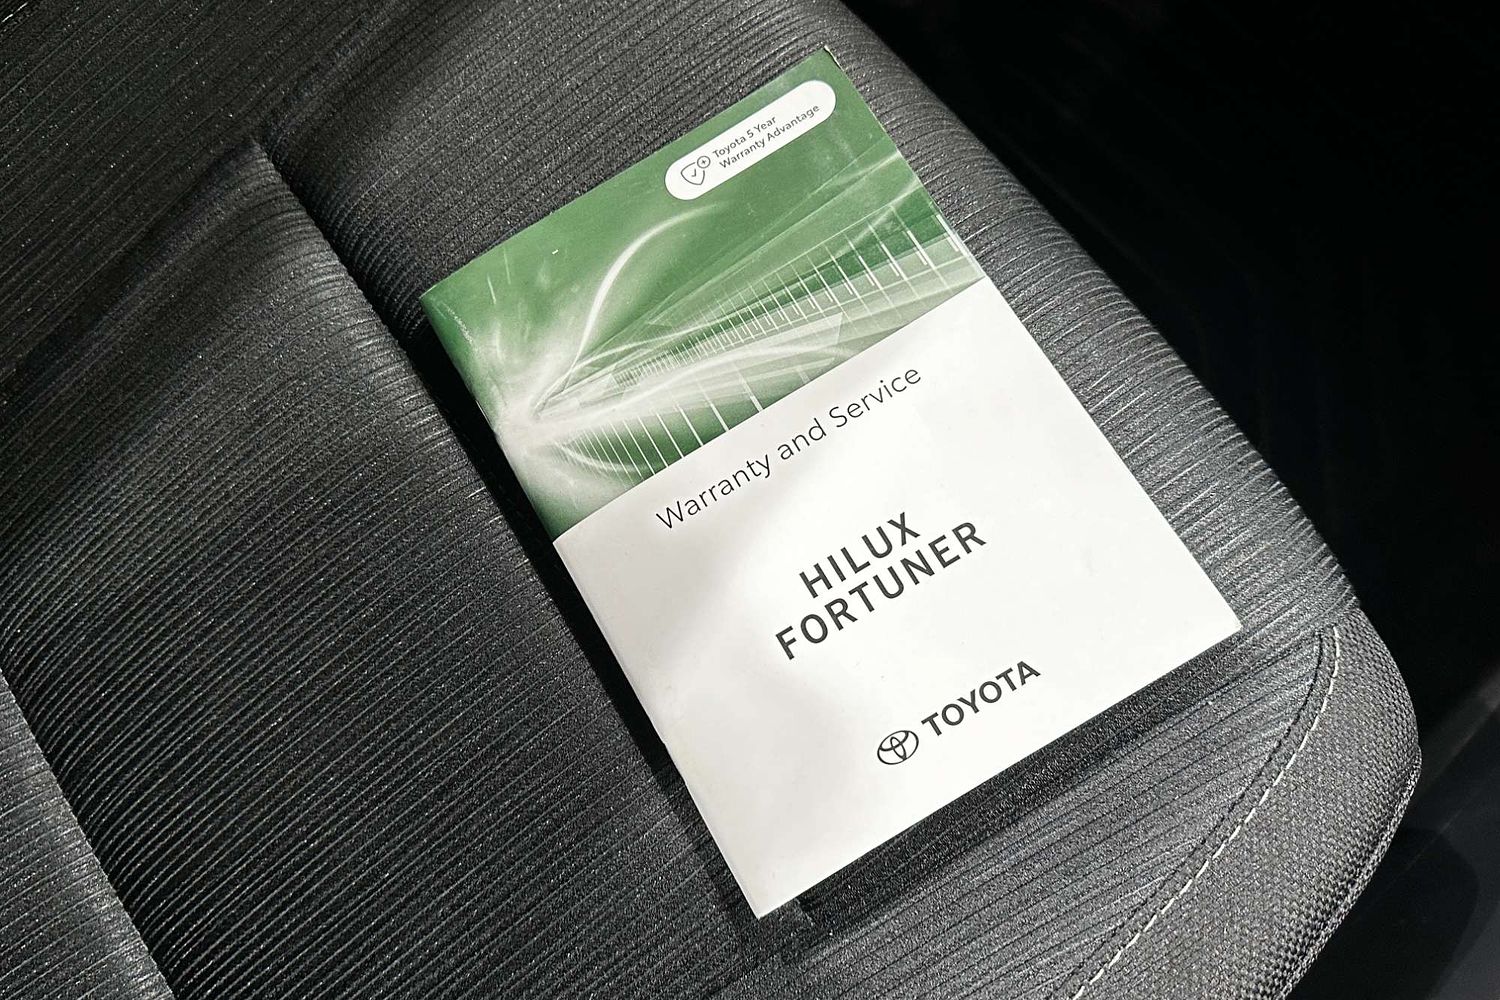 Toyota 5 Year
Warranty Advantage
Warranty and Service
HILUX
FORTUNER
TOYOTA